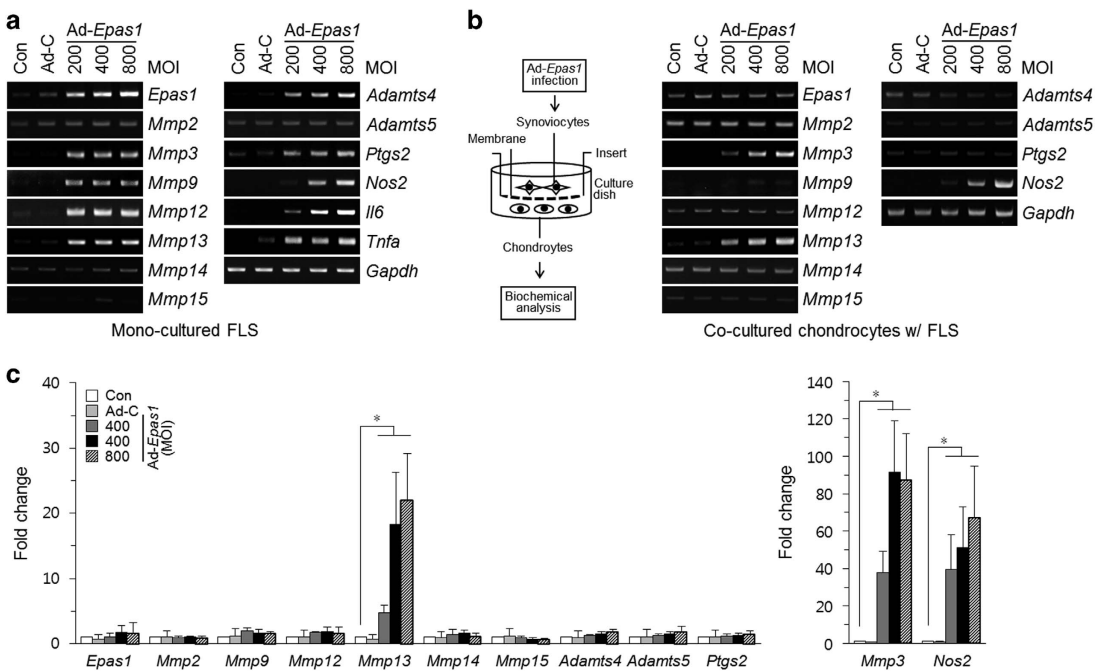 a
Ad-Epas1
Con
Ad-C
200
400
800
MOI
Epas1
Mmp2
Mmp3
Mmp9
Mmp12
Mmp13
Mmp14
Mmp15
Ad-Epas1
Con
Ad-C
200
400
800
MOI
Adamts4
Adamts5
Ptgs2
Nos2
Il6
Tnfa
Gapdh
Mono-cultured FLS
b
Ad-Epas1
infection
Synoviocytes
Membrane
Insert
Culture
dish
Chondrocytes
Biochemical
analysis
Ad-Epas1
Con
Ad-C
200
400
800
MOI
Epas1
Mmp2
Mmp3
Mmp9
Mmp12
Mmp13
Mmp14
Mmp15
Ad-Epas1
Con
Ad-C
200
400
800
MOI
Adamts4
Adamts5
Ptgs2
Nos2
Gapdh
Co-cultured chondrocytes w/ FLS
c
Fold change
40
30
20
10
0
Con
Ad-C
400
400
800
Ad-Epas1
(MOI)
*
Epas1 Mmp2 Mmp9 Mmp12 Mmp13 Mmp14 Mmp15 Adamts4 Adamts5 Ptgs2
Fold change
140
120
100
80
60
40
20
0
*
*
Mmp3 Nos2